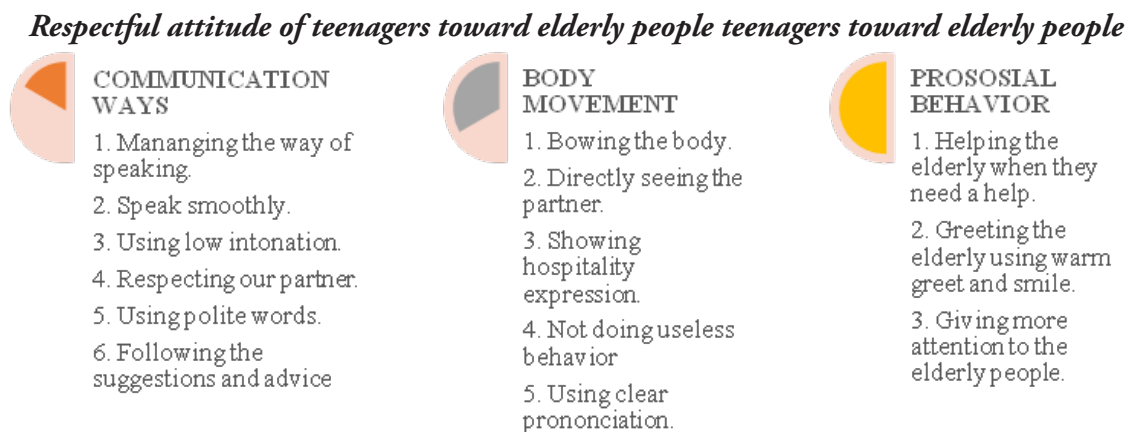 Respectful attitude of teenagers toward elderly people teenagers toward elderly people
COMMUNICATION
WAYS
1. Mananging the way of
speaking.
2. Speak smoothly.
3. Using low intonation.
4. Respecting our partner.
5. Using polite words.
6. Following the
suggestions and advice
BODY
MOVEMENT
1. Bowing the body.
2. Directly seeing the
partner.
3. Showing
hospitality
expression.
4. Not doing useless
behavior
5. Using clear
prononciation.
PROSOSIAL
BEHAVIOR
1. Helping the
elderly when they
need a help.
2. Greeting the
elderly using warm
greet and smile.
3. Giving more
attention to the
elderly people.